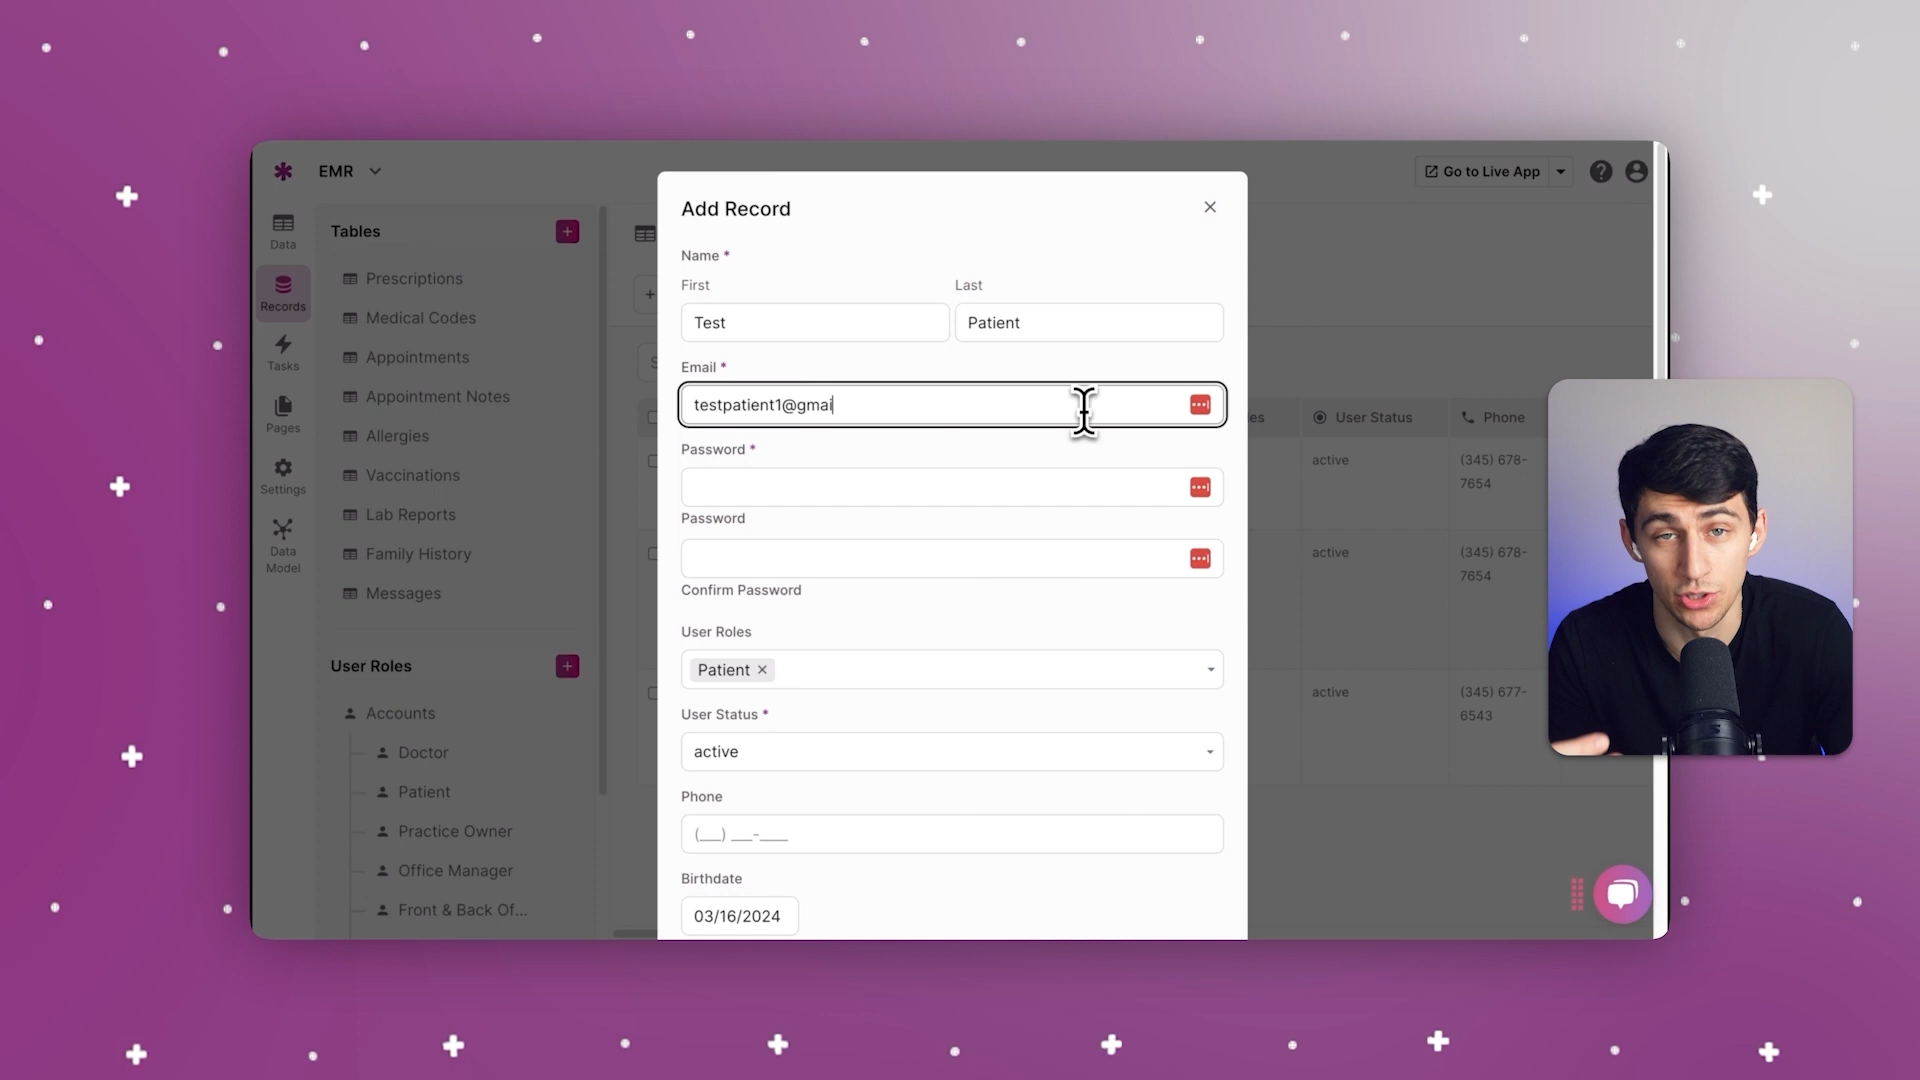 EMR
Go to Live App
Data
Records
Tasks
Pages
Settings
Data
Model
Tables
Prescriptions
Medical Codes
Appointments
Appointment Notes
Allergies
Vaccinations
Lab Reports
Family History
Messages
User Roles
Accounts
Doctor
Patient
Practice Owner
Office Manager
Front & Back Of...
Add Record
Name *
First
Last
Test
Patient
Email *
testpatient1@gmai
Password *
Password
Confirm Password
User Roles
Patient
User Status *
active
Phone
(__) ___-____
Birthdate
03/16/2024
User Status
Phone
active
(345) 678-
7654
active
(345) 678-
7654
active
(345) 677-
6543